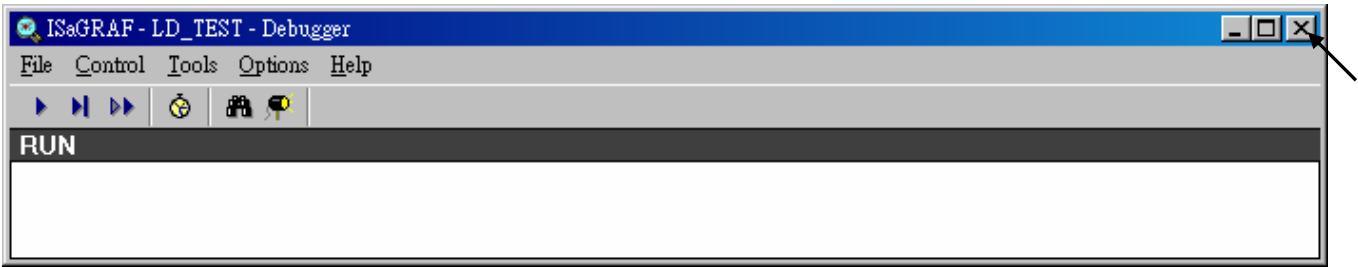 ISaGRAF - LD_TEST - Debugger
File Control Tools Options Help
RUN